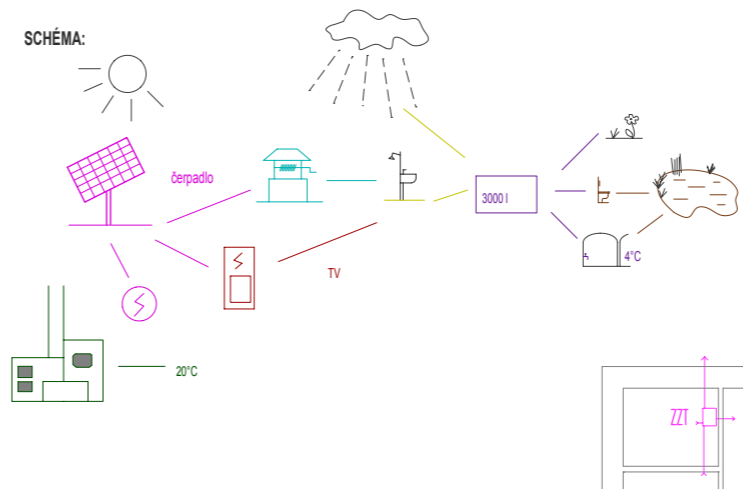 SCHÉMA:
čerpadlo
3000 l
4°C
TV
20°C
ZZT